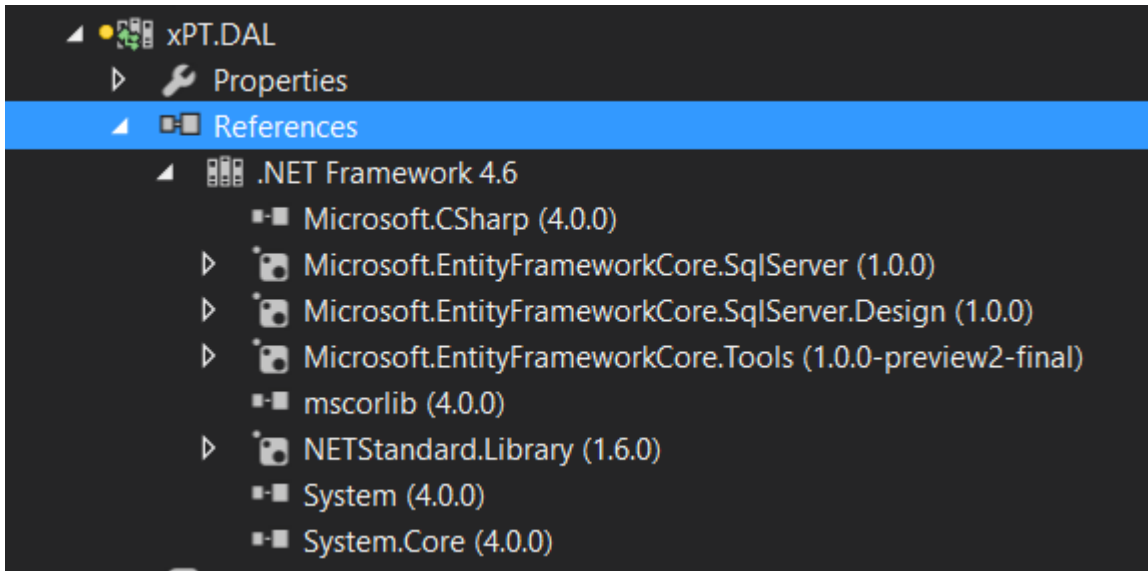 xPT.DAL
Properties
References
.NET Framework 4.6
Microsoft.CSharp (4.0.0)
Microsoft.EntityFrameworkCore.SqlServer (1.0.0)
Microsoft.EntityFrameworkCore.SqlServer.Design (1.0.0)
Microsoft.EntityFrameworkCore.Tools (1.0.0-preview2-final)
mscorlib (4.0.0)
NETStandard.Library (1.6.0)
System (4.0.0)
System.Core (4.0.0)